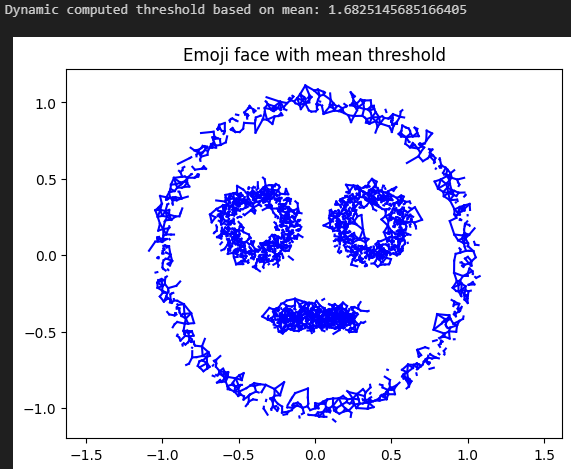 Dynamic computed threshold based on mean: 1.6825145685166405
Emoji face with mean threshold
1.0
0.5
0.0
−0.5
−1.0
−1.5 −1.0 −0.5 0.0 0.5 1.0 1.5